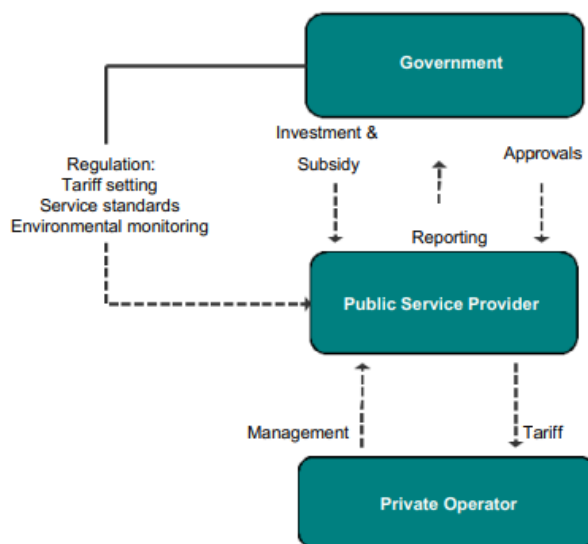 Government
Investment &
Subsidy
Approvals
Regulation:
Tariff setting
Service standards
Environmental monitoring
Reporting
Public Service Provider
Management
Tariff
Private Operator